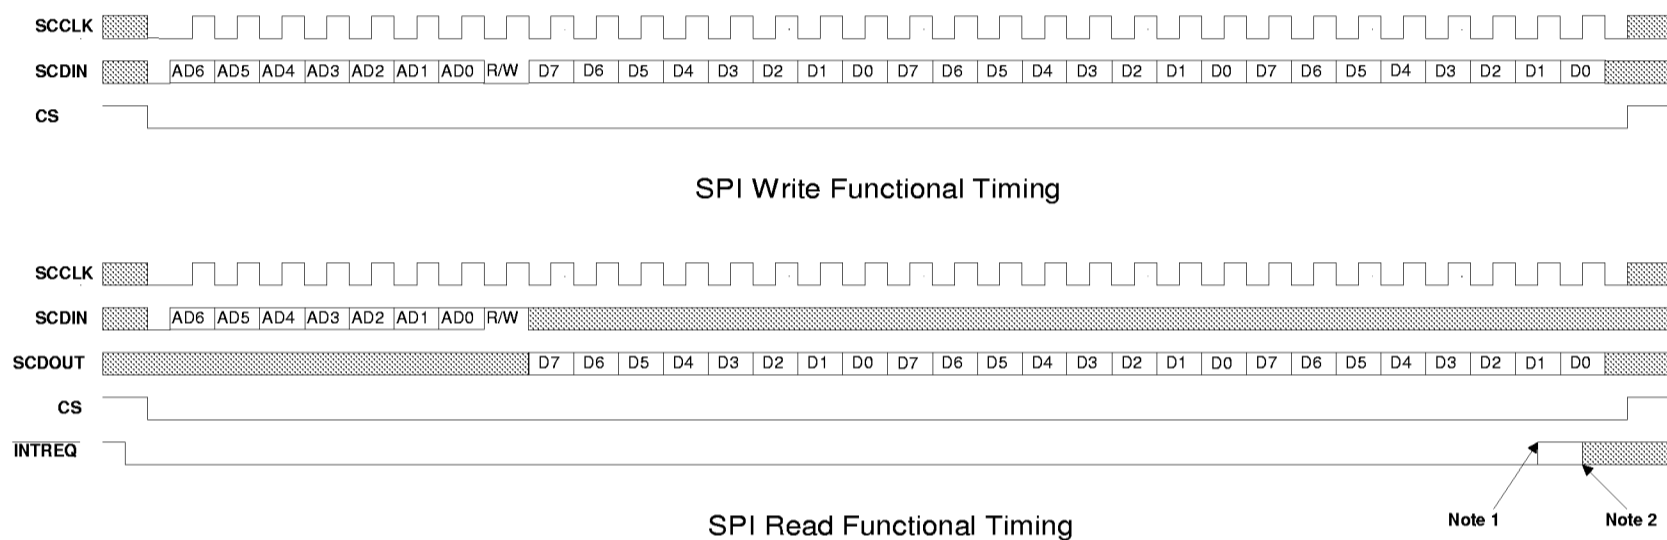 SCCLK
SCDIN AD6 AD5 AD4 AD3 AD2 AD1 AD0 R/W D7 D6 D5 D4 D3 D2 D1 D0 D7 D6 D5 D4 D3 D2 D1 D0 D7 D6 D5 D4 D3 D2 D1 D0
CS
SPI Write Functional Timing
SCCLK
SCDIN AD6 AD5 AD4 AD3 AD2 AD1 AD0 R/W
SCDOUT D7 D6 D5 D4 D3 D2 D1 D0 D7 D6 D5 D4 D3 D2 D1 D0 D7 D6 D5 D4 D3 D2 D1 D0
CS
INTREQ
Note 1 Note 2
SPI Read Functional Timing